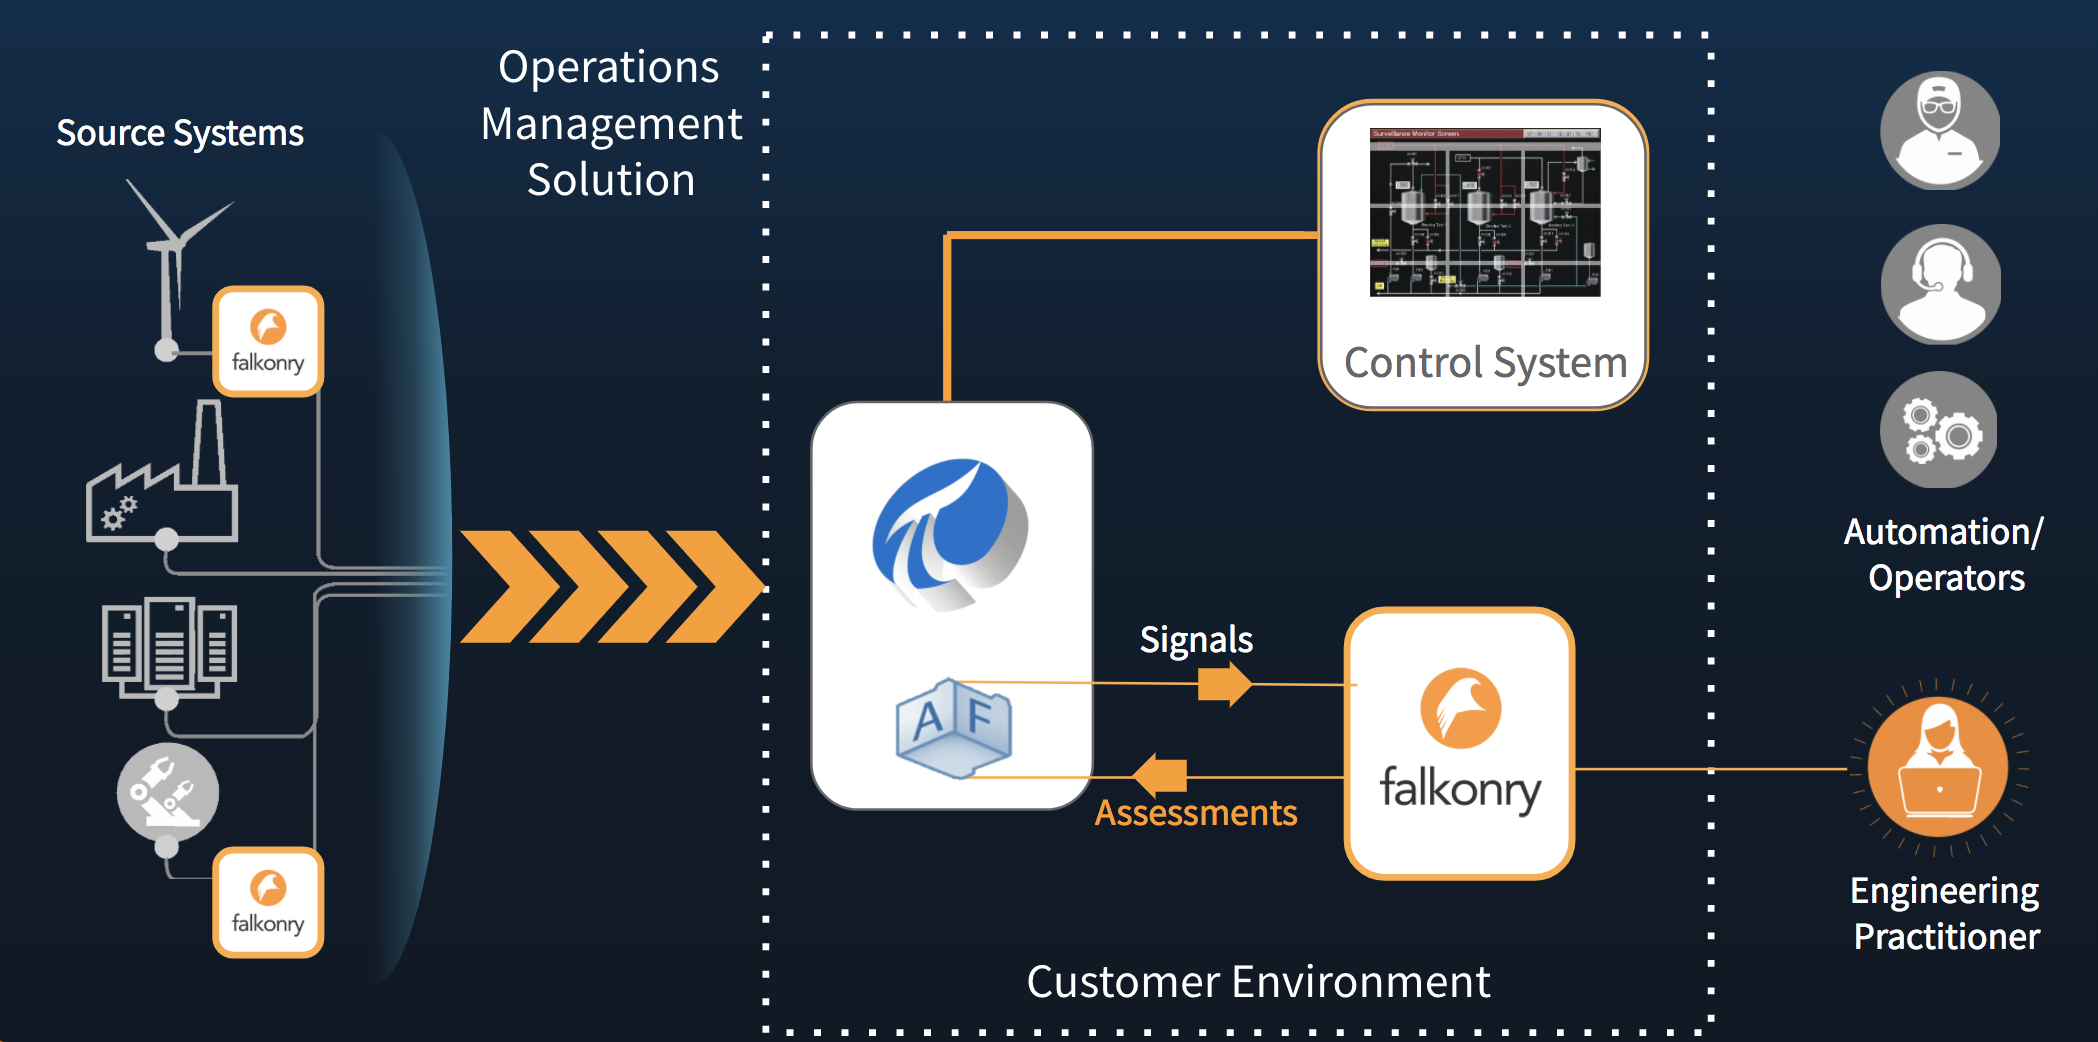 Source Systems
falkonry
falkonry
Operations
Management
Solution
Surveillance Monitor Screen
Control System
A F
Signals
Assessments
falkonry
Customer Environment
Automation/
Operators
Engineering
Practitioner